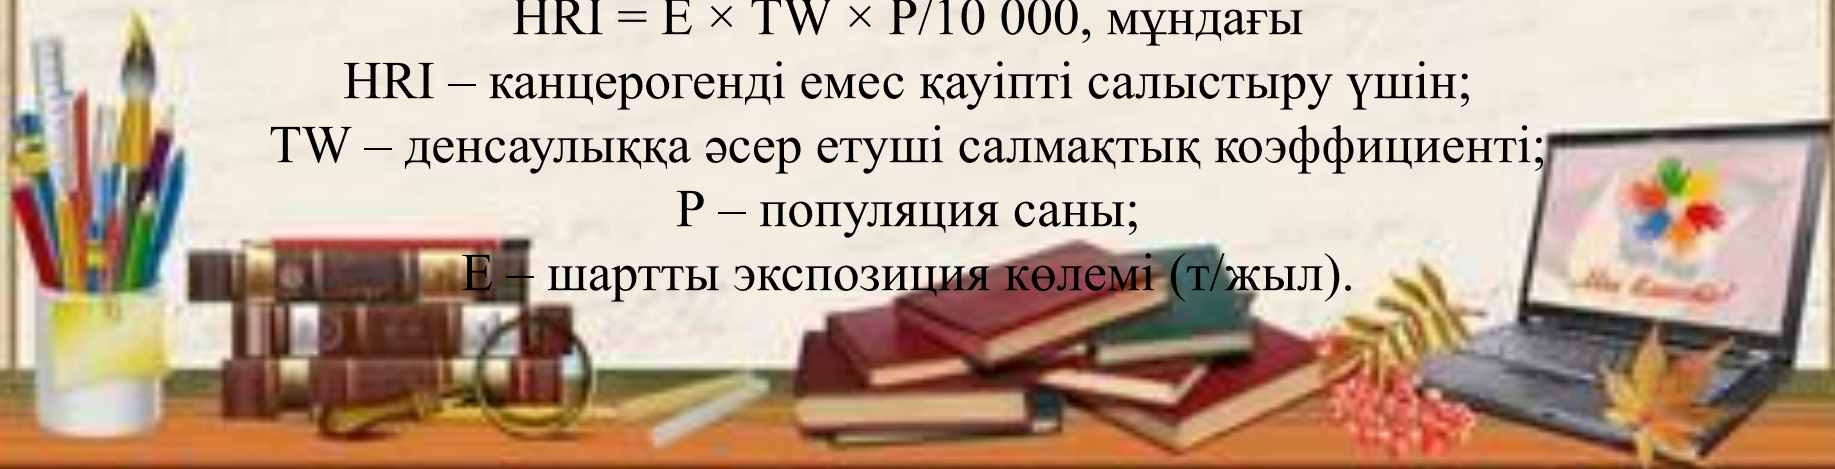 HRI = E × TW × P/10 000, мұндағы
HRI – канцерогенді емес қауіпті салыстыру үшін;
TW – денсаулыққа әсер етуші салмақтық коэффициенті;
P – популяция саны;
E – шартты экспозиция көлемі (т/жыл).